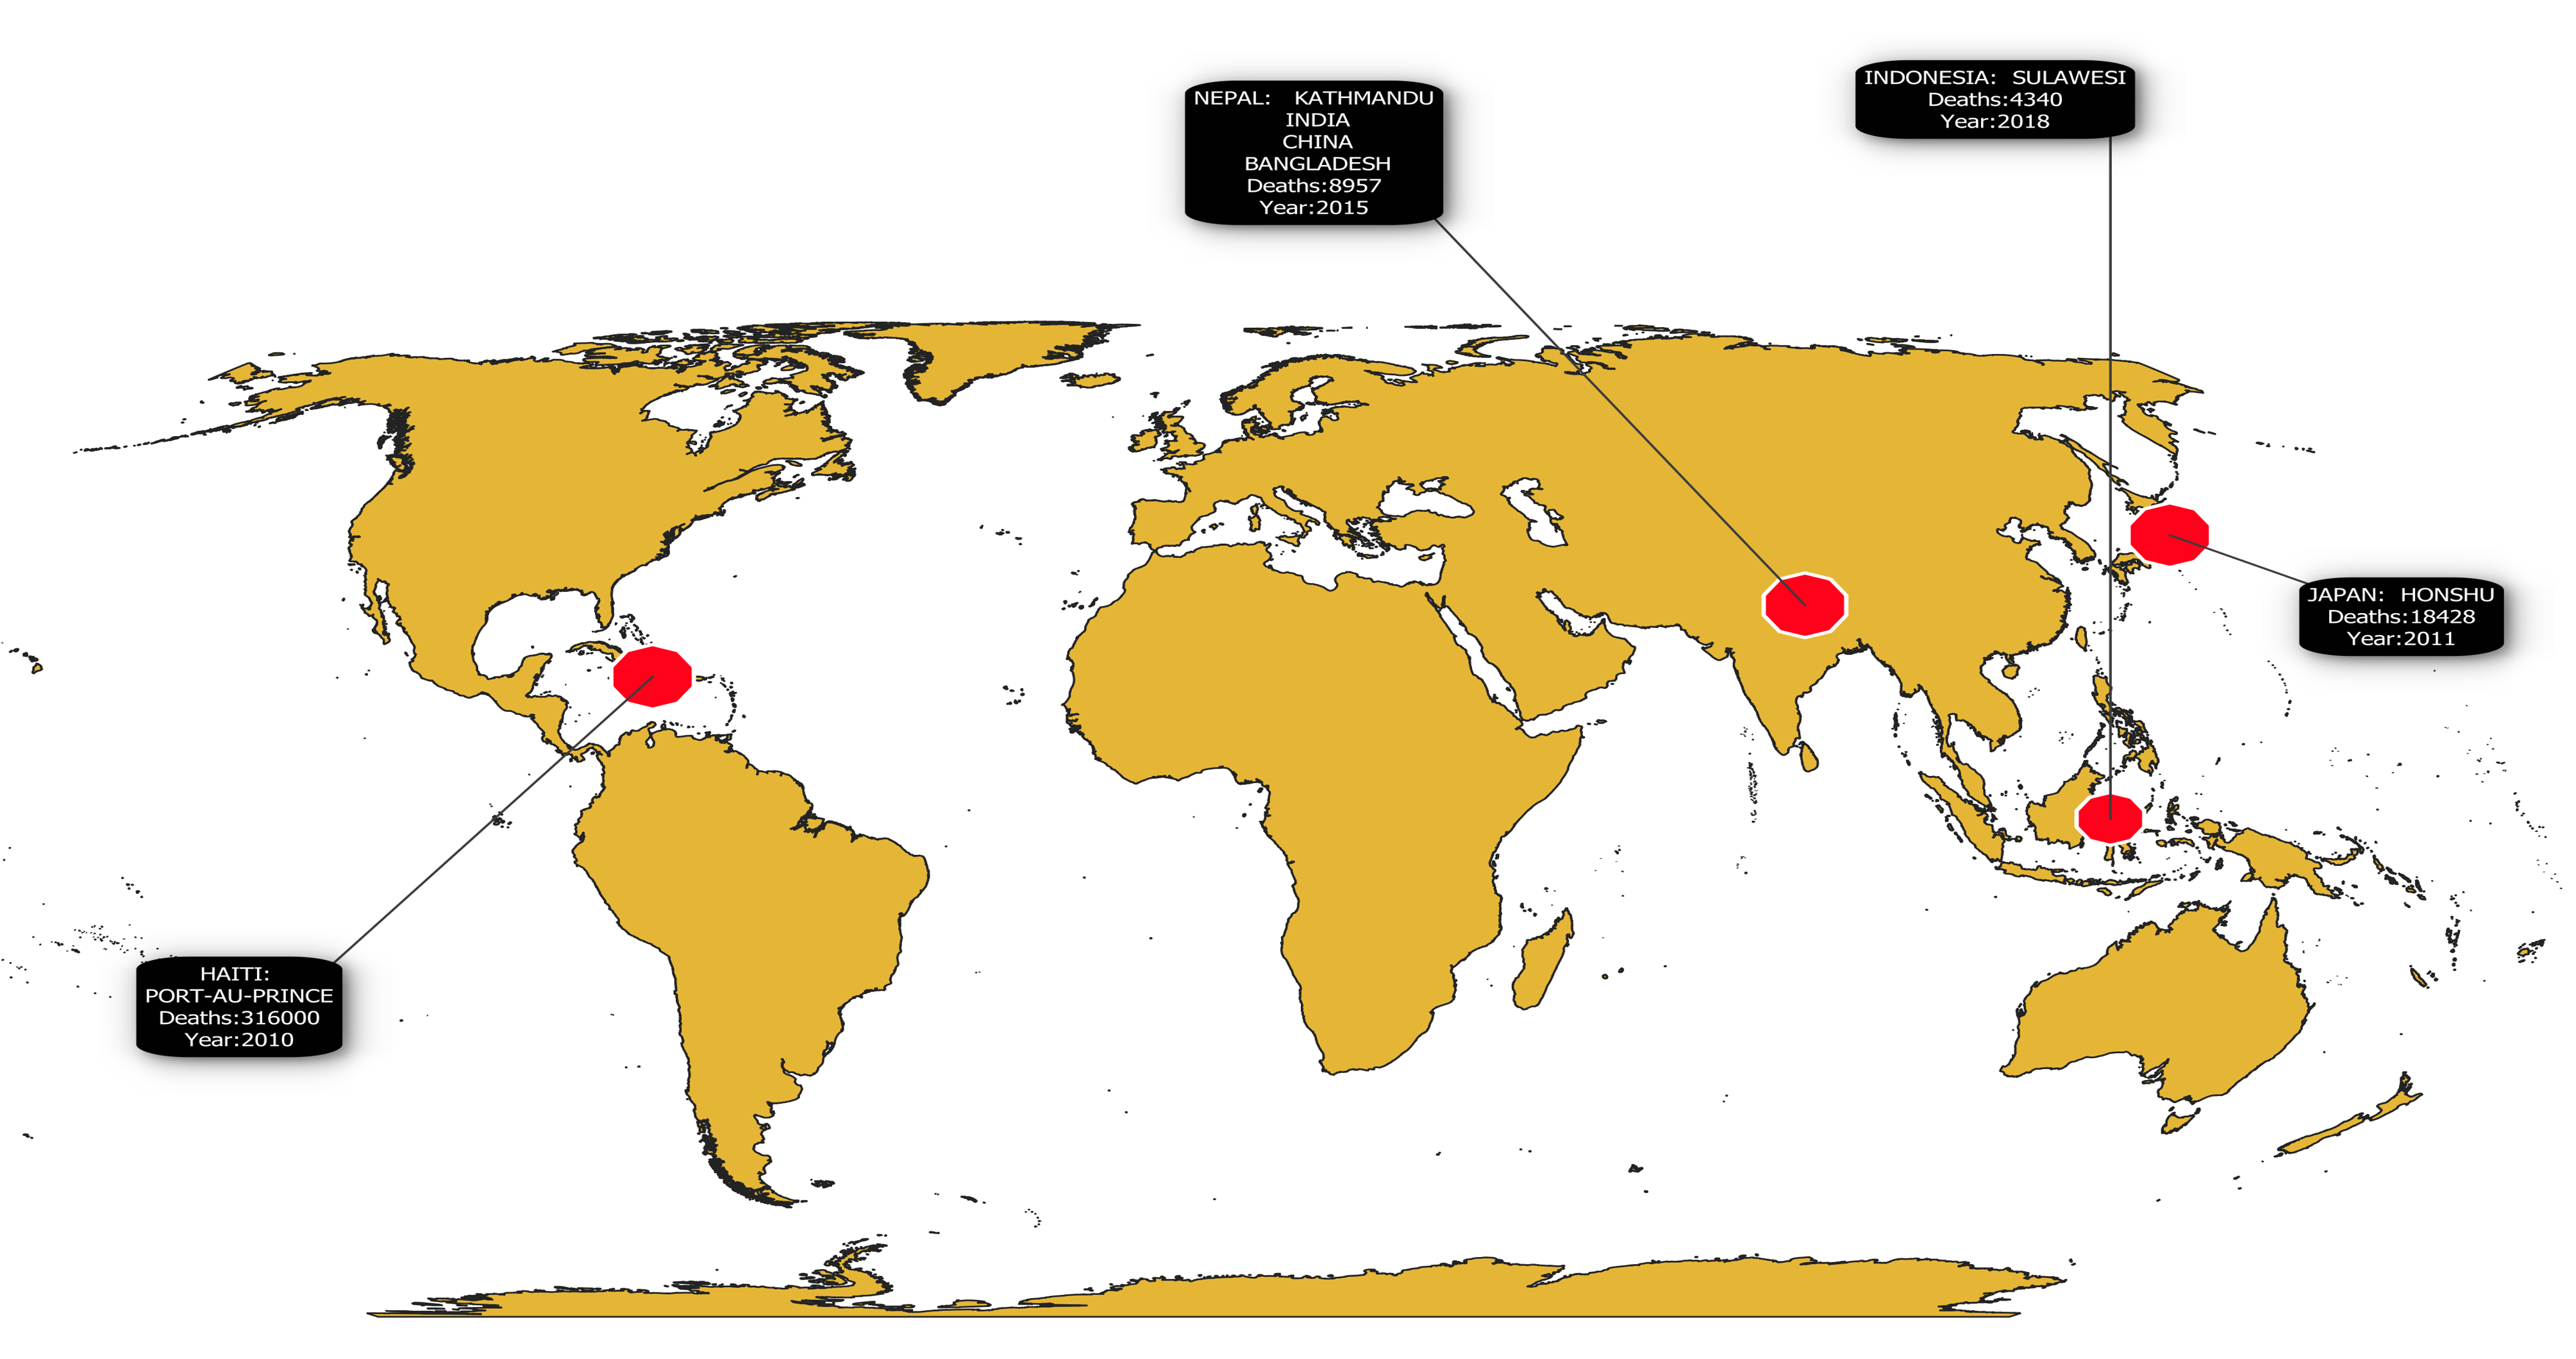 NEPAL: KATHMANDU
INDIA
CHINA
BANGLADESH
Deaths:8957
Year:2015
INDONESIA: SULAWESI
Deaths:4340
Year:2018
JAPAN: HONSHU
Deaths:18428
Year:2011
HAITI:
PORT-AU-PRINCE
Deaths:316000
Year:2010